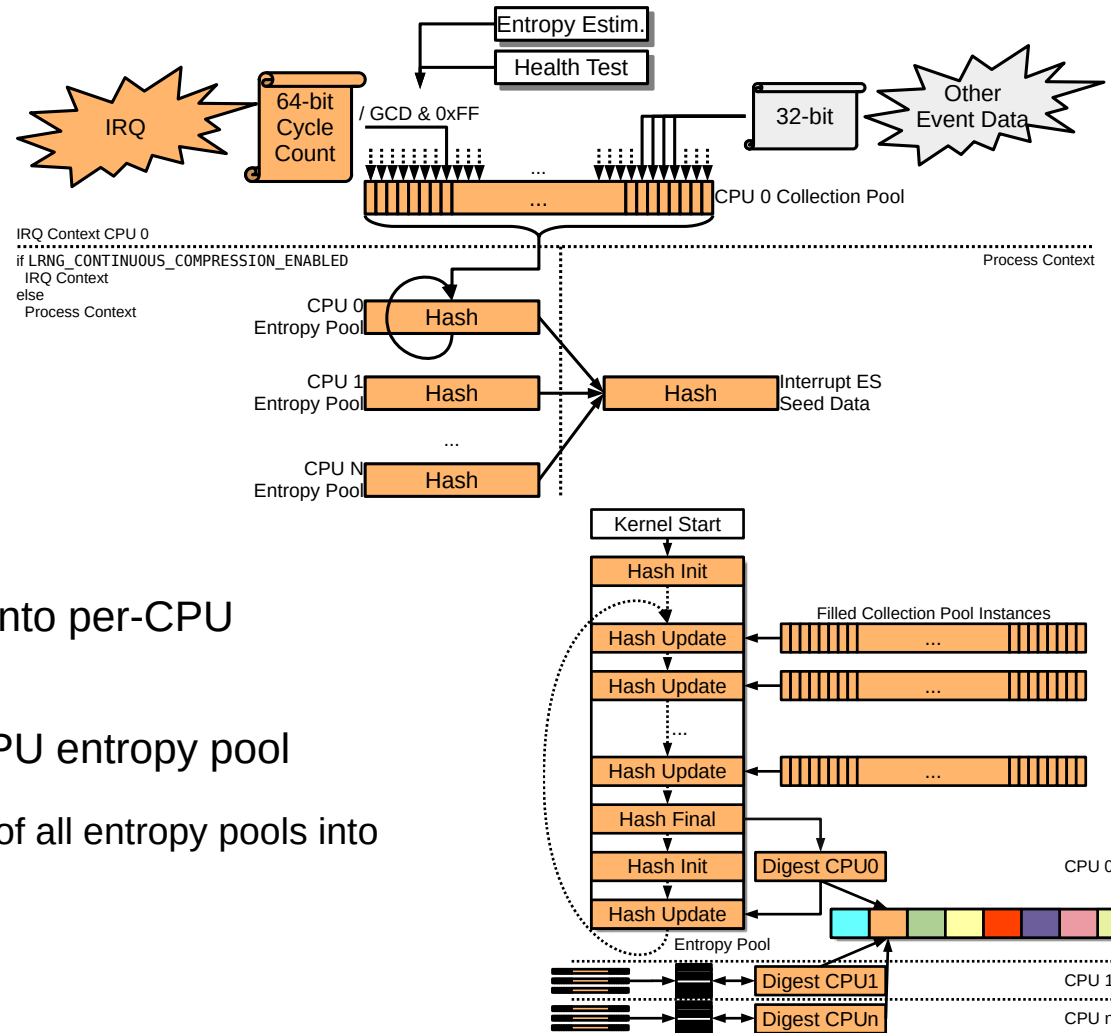 Entropy Estim.
Health Test
IRQ
64-bit
Cycle
Count
/ GCD & 0xFF
32-bit
Other
Event Data
...
...
CPU 0 Collection Pool
IRQ Context CPU 0
if LRNG_CONTINUOUS_COMPRESSION_ENABLED
IRQ Context
else
Process Context
Process Context
CPU 0
Entropy Pool
Hash
CPU 1
Entropy Pool
Hash
Hash
Interrupt ES
Seed Data
...
CPU N
Entropy Pool
Hash
Kernel Start
Hash Init
Filled Collection Pool Instances
Hash Update
...
Hash Update
...
...
Hash Update
...
Hash Final
Hash Init
Digest CPU0
CPU 0
Hash Update
Entropy Pool
Digest CPU1
CPU 1
Digest CPUn
CPU n
nto per-CPU
PU entropy pool
of all entropy pools into